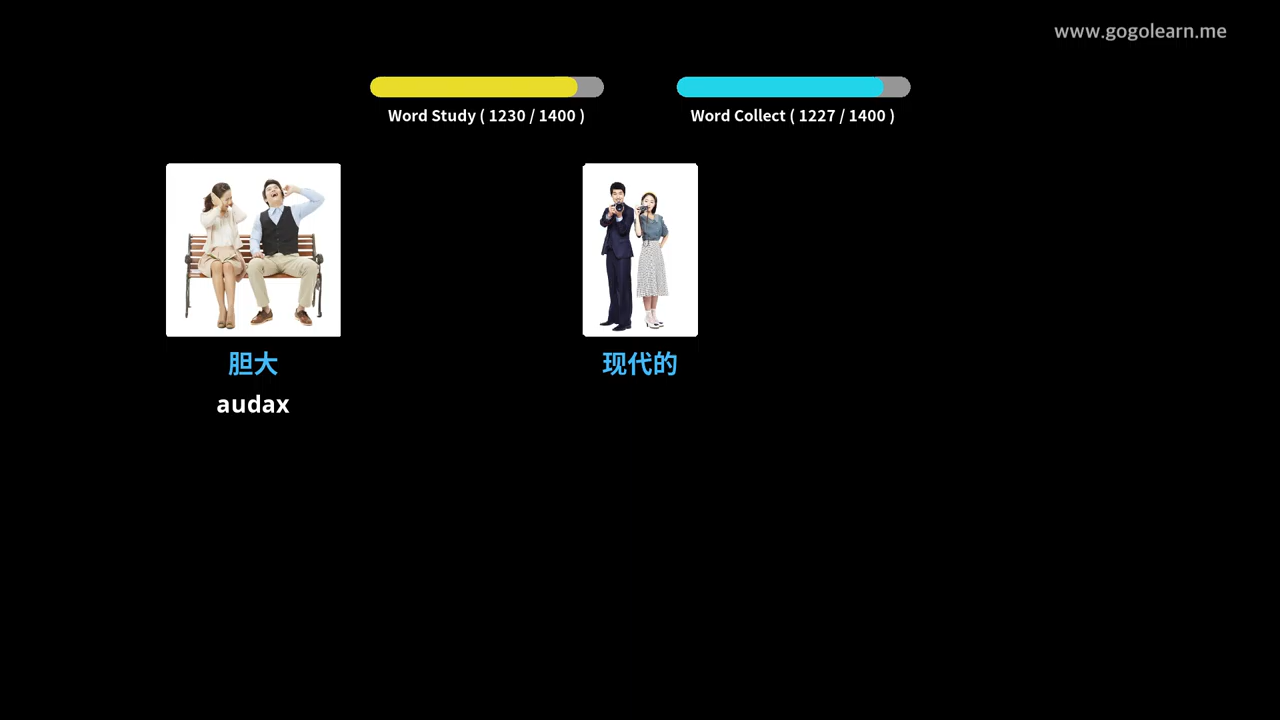 www.gogolearn.me
Word Study ( 1230 / 1400 )
Word Collect ( 1227 / 1400 )
胆大
audax
现代的